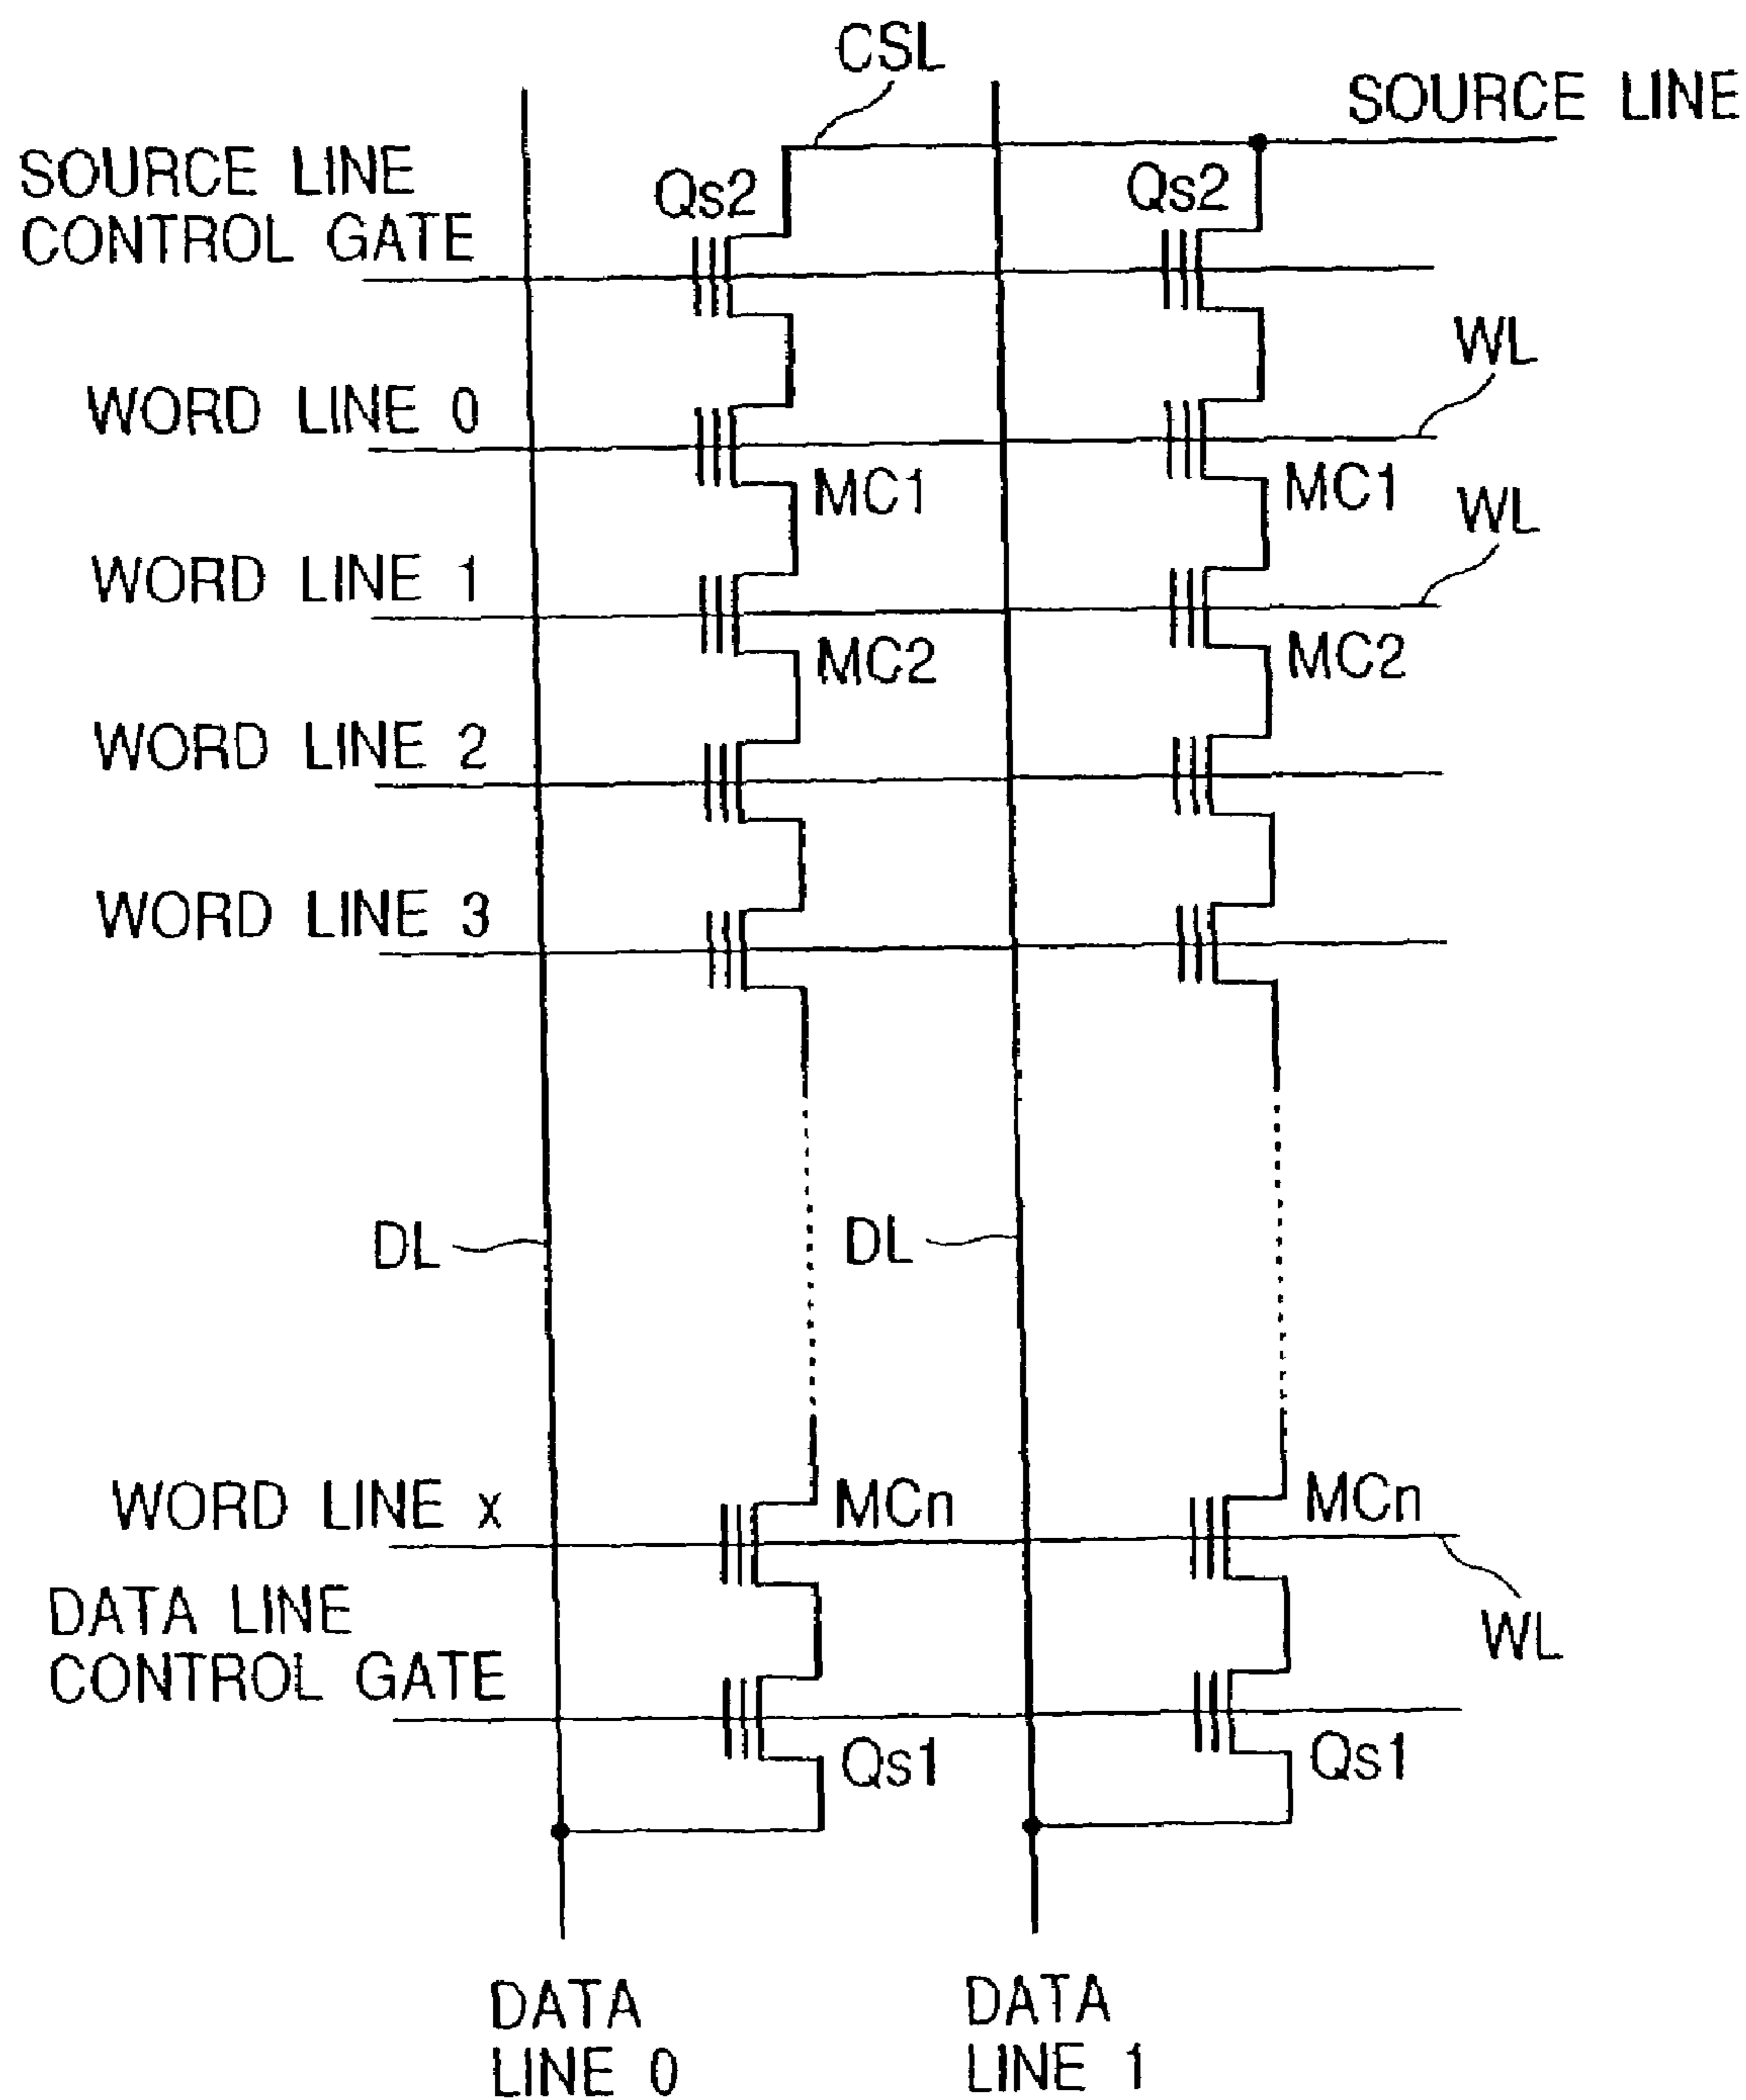 CSL
SOURCE LINE
SOURCE LINE
CONTROL GATE
Qs2
Qs2
WL
WORD LINE 0
MC1
MC1
WL
WORD LINE 1
MC2
MC2
WORD LINE 2
WORD LINE 3
DL
DL
WORD LINE x
MCn
MCn
DATA LINE
CONTROL GATE
WL
Qs1
Qs1
DATA
LINE 0
DATA
LINE 1